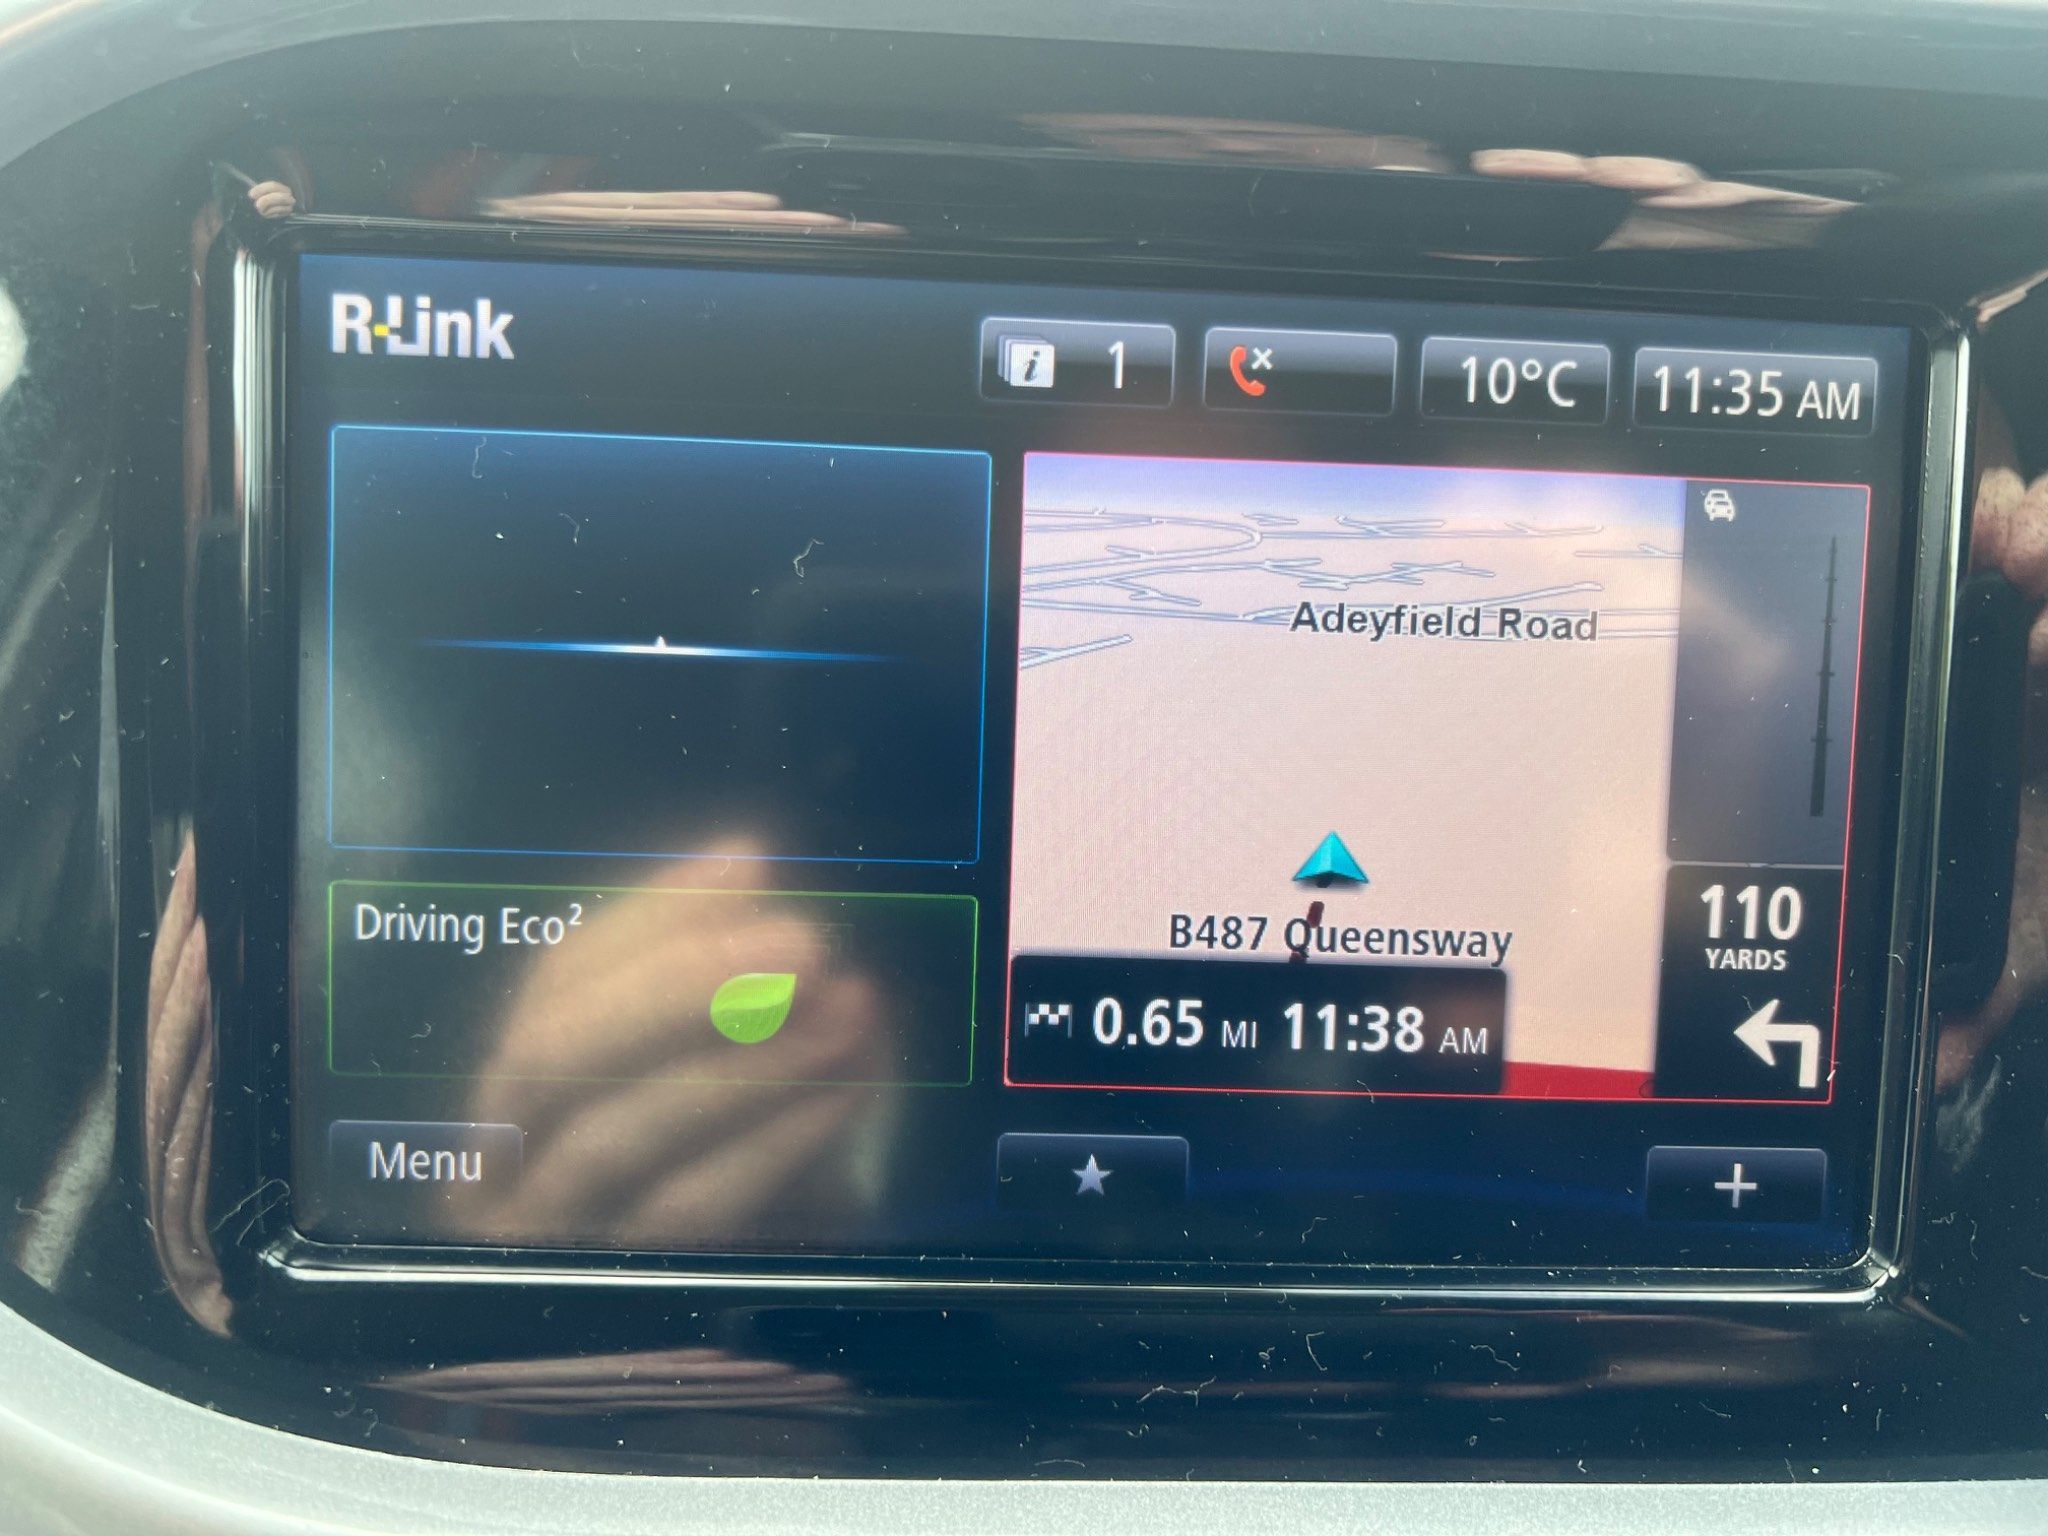 R-Link
i 1
10°C
11:35 AM
Adeyfield Road
B487 Queensway
0.65 MI 11:38 AM
110
YARDS
Driving Eco²
Menu